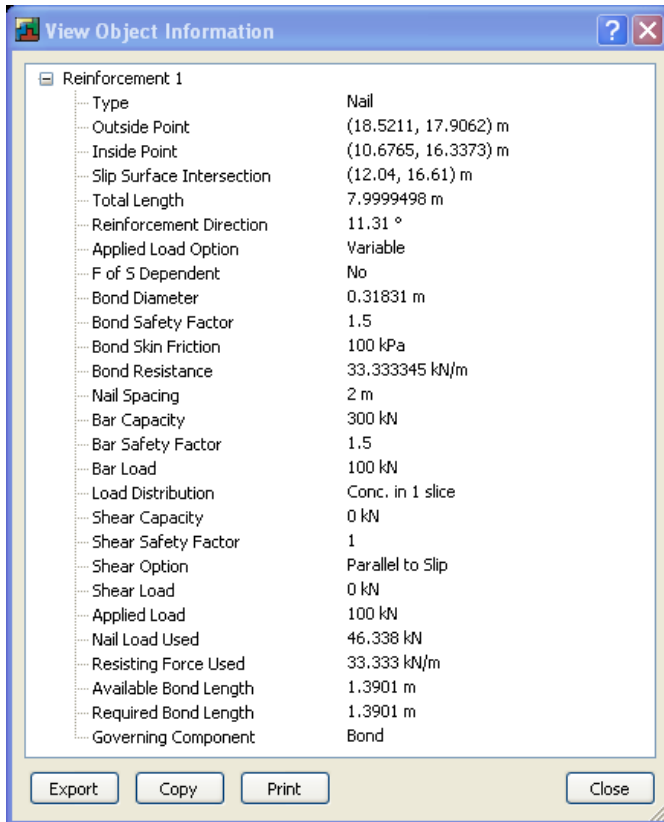 View Object Information
Reinforcement 1
Type Nail
Outside Point (18.5211, 17.9062) m
Inside Point (10.6765, 16.3373) m
Slip Surface Intersection (12.04, 16.61) m
Total Length 7.9999498 m
Reinforcement Direction 11.31 °
Applied Load Option Variable
F of S Dependent No
Bond Diameter 0.31831 m
Bond Safety Factor 1.5
Bond Skin Friction 100 kPa
Bond Resistance 33.333345 kN/m
Nail Spacing 2 m
Bar Capacity 300 kN
Bar Safety Factor 1.5
Bar Load 100 kN
Load Distribution Conc. in 1 slice
Shear Capacity 0 kN
Shear Safety Factor 1
Shear Option Parallel to Slip
Shear Load 0 kN
Applied Load 100 kN
Nail Load Used 46.338 kN
Resisting Force Used 33.333 kN/m
Available Bond Length 1.3901 m
Required Bond Length 1.3901 m
Governing Component Bond
Export Copy Print Close